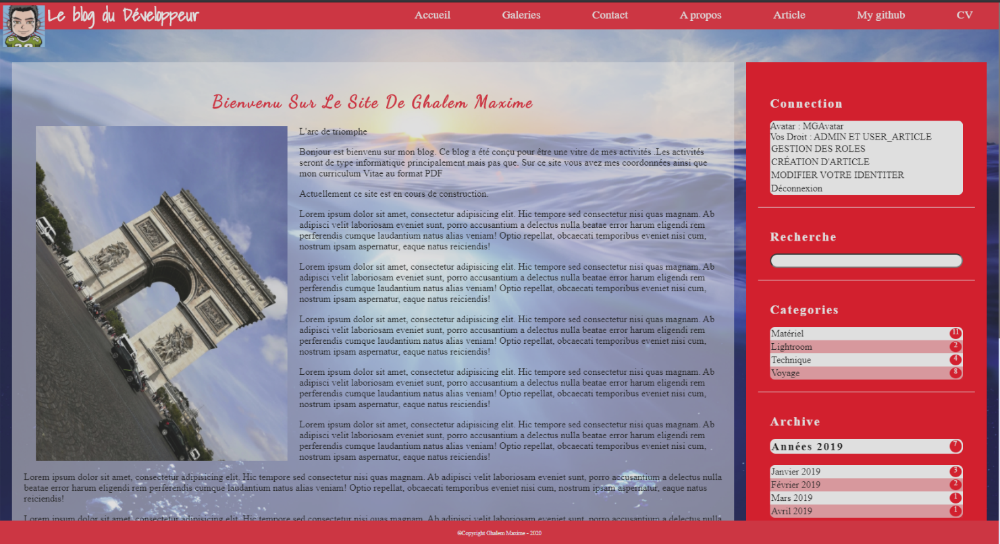 Le blog du Développeur
Accueil Galeries Contact A propos Article My github CV
Bienvenu Sur Le Site De Ghalem Maxime
L'arc de triomphe
Bonjour est bienvenu sur mon blog. Ce blog a été conçu pour être une vitre de mes activités .Les activités
seront de type informatique principalement mais pas que. Sur ce site vous avez mes coordonnées ainsi que
mon curriculum Vitae au format PDF
Actuellement ce site est en cours de construction.
Lorem ipsum dolor sit amet, consectetur adipisicing elit. Hic tempore sed consectetur nisi quas magnam. Ab
adipisci velit laboriosam eveniet sunt, porro accusantium a delectus nulla beatae error harum eligendi rem
perferendis cumque laudantium natus alias veniam! Optio repellat, obcaecati temporibus eveniet nisi cum,
nostrum ipsam aspernatur, eaque natus reiciendis!
Lorem ipsum dolor sit amet, consectetur adipisicing elit. Hic tempore sed consectetur nisi quas magnam. Ab
adipisci velit laboriosam eveniet sunt, porro accusantium a delectus nulla beatae error harum eligendi rem
perferendis cumque laudantium natus alias veniam! Optio repellat, obcaecati temporibus eveniet nisi cum,
nostrum ipsam aspernatur, eaque natus reiciendis!
Lorem ipsum dolor sit amet, consectetur adipisicing elit. Hic tempore sed consectetur nisi quas magnam. Ab
adipisci velit laboriosam eveniet sunt, porro accusantium a delectus nulla beatae error harum eligendi rem
perferendis cumque laudantium natus alias veniam! Optio repellat, obcaecati temporibus eveniet nisi cum,
nostrum ipsam aspernatur, eaque natus reiciendis!
Lorem ipsum dolor sit amet, consectetur adipisicing elit. Hic tempore sed consectetur nisi quas magnam. Ab
adipisci velit laboriosam eveniet sunt, porro accusantium a delectus nulla beatae error harum eligendi rem
perferendis cumque laudantium natus alias veniam! Optio repellat, obcaecati temporibus eveniet nisi cum,
nostrum ipsam aspernatur, eaque natus reiciendis!
Lorem ipsum dolor sit amet, consectetur adipisicing elit. Hic tempore sed consectetur nisi quas magnam. Ab
adipisci velit laboriosam eveniet sunt, porro accusantium a delectus nulla beatae error harum eligendi rem
perferendis cumque laudantium natus alias veniam! Optio repellat, obcaecati temporibus eveniet nisi cum,
nostrum ipsam aspernatur, eaque natus reiciendis!
Lorem ipsum dolor sit amet, consectetur adipisicing elit. Hic tempore sed consectetur nisi quas magnam. Ab adipisci velit laboriosam eveniet sunt, porro accusantium a delectus nulla
beatae error harum eligendi rem perferendis cumque laudantium natus alias veniam! Optio repellat, obcaecati temporibus eveniet nisi cum, nostrum ipsam aspernatur, eaque natus
reiciendis!
Lorem ipsum dolor sit amet, consectetur adipisicing elit. Hic tempore sed consectetur nisi quas magnam. Ab adipisci velit laboriosam eveniet sunt, porro accusantium a delectus nulla
Connection
Avatar : MGAvatar
Vos Droit : ADMIN ET USER_ARTICLE
GESTION DES ROLES
CRÉATION D'ARTICLE
MODIFIER VOTRE IDENTITER
Déconnexion
Recherche
Categories
Matériel 11
Lightroom 2
Technique 4
Voyage 8
Archive
Années 2019 7
Janvier 2019 3
Février 2019 2
Mars 2019 1
Avril 2019 1
©Copyright Ghalem Maxime - 2020